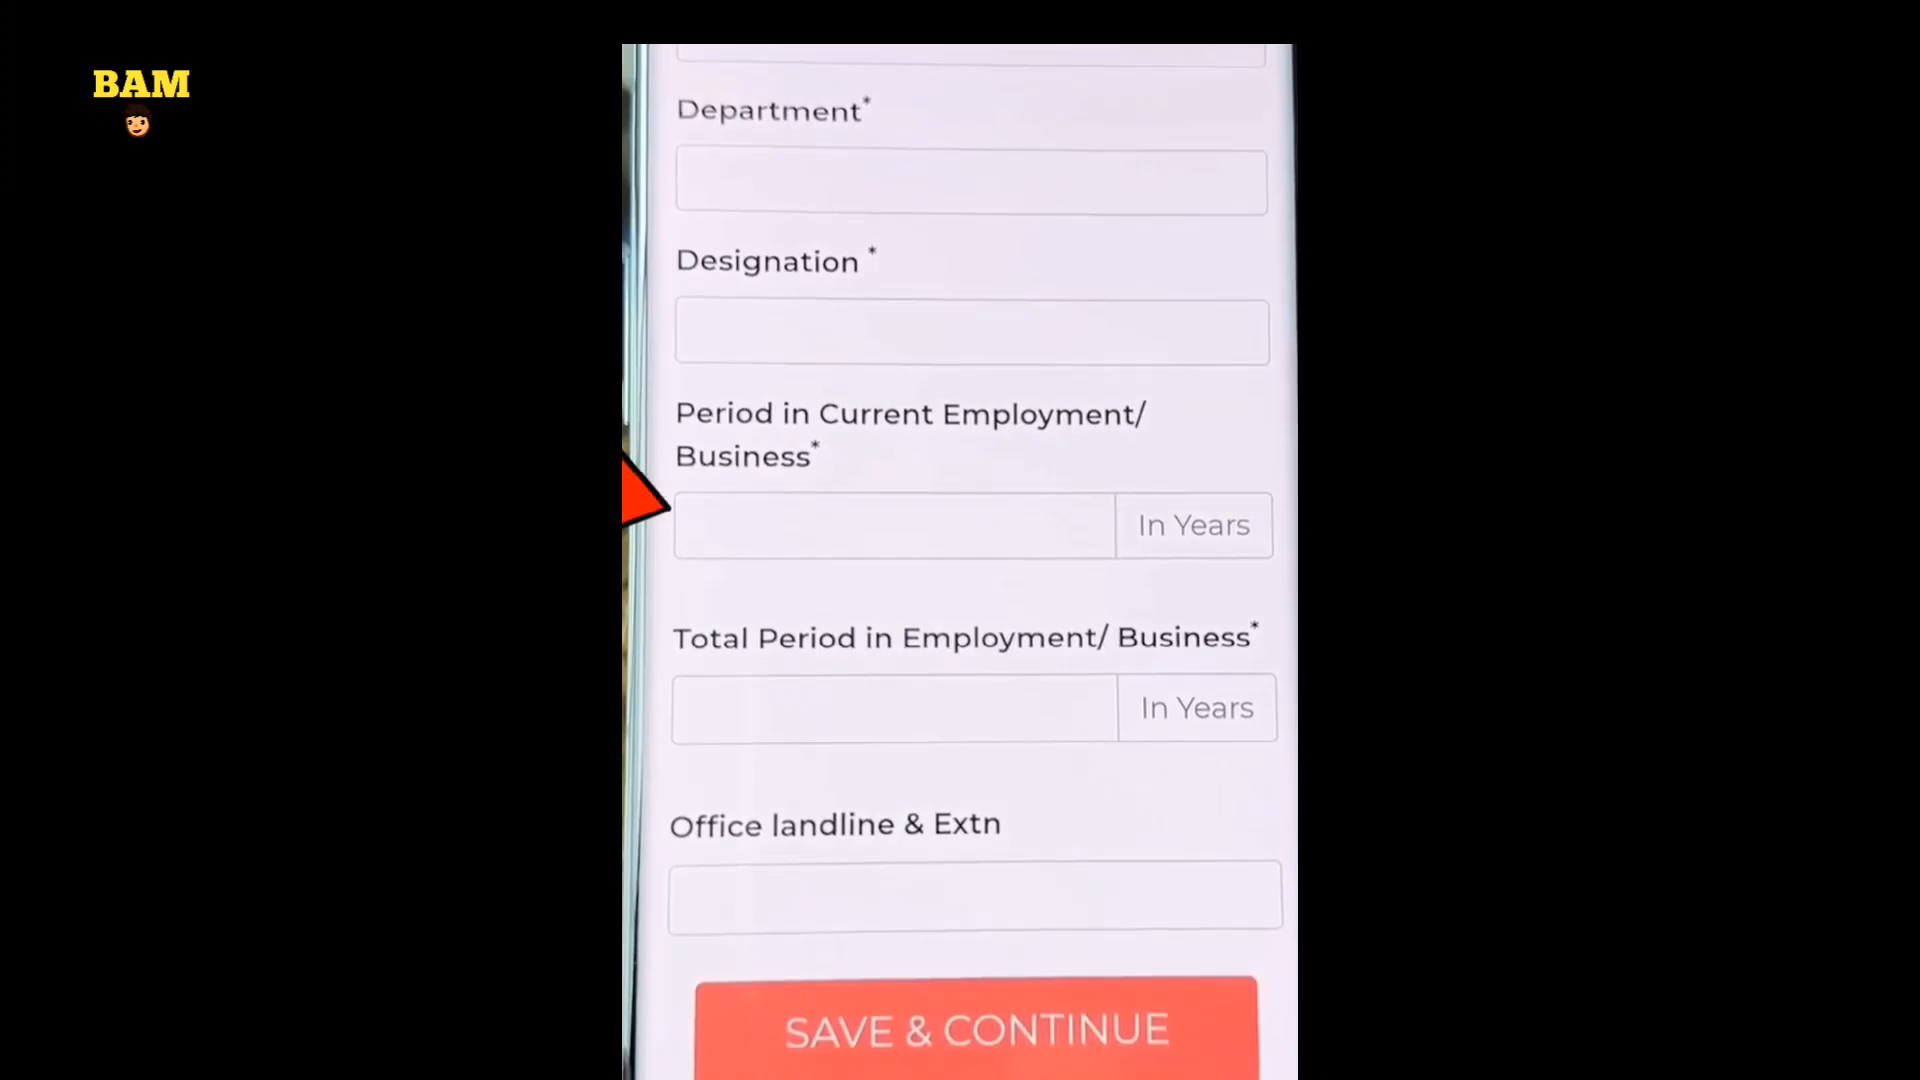 BAM
Department*
Designation *
Period in Current Employment/
Business*
In Years
Total Period in Employment/ Business*
In Years
Office landline & Extn
SAVE & CONTINUE